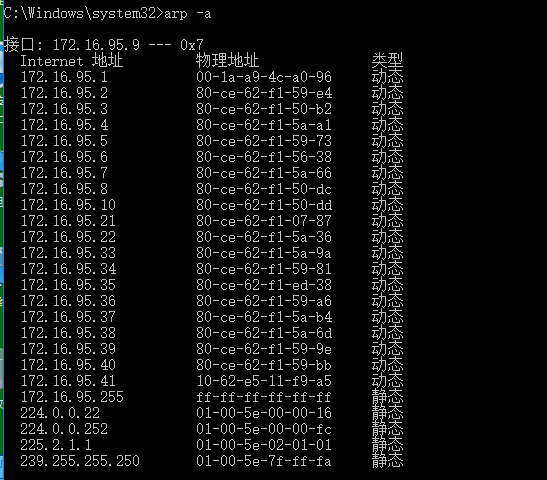 C:\Windows\system32>arp -a
接口: 172.16.95.9 --- 0x7
Internet 地址 物理地址 类型
172.16.95.1 00-1a-a9-4c-a0-96 动态
172.16.95.2 80-ce-62-f1-59-e4 动态
172.16.95.3 80-ce-62-f1-50-b2 动态
172.16.95.4 80-ce-62-f1-5a-a1 动态
172.16.95.5 80-ce-62-f1-59-73 动态
172.16.95.6 80-ce-62-f1-56-38 动态
172.16.95.7 80-ce-62-f1-5a-66 动态
172.16.95.8 80-ce-62-f1-50-dc 动态
172.16.95.10 80-ce-62-f1-50-dd 动态
172.16.95.21 80-ce-62-f1-07-87 动态
172.16.95.22 80-ce-62-f1-5a-36 动态
172.16.95.33 80-ce-62-f1-5a-9a 动态
172.16.95.34 80-ce-62-f1-59-81 动态
172.16.95.35 80-ce-62-f1-ed-38 动态
172.16.95.36 80-ce-62-f1-59-a6 动态
172.16.95.37 80-ce-62-f1-5a-b4 动态
172.16.95.38 80-ce-62-f1-5a-6d 动态
172.16.95.39 80-ce-62-f1-59-9e 动态
172.16.95.40 80-ce-62-f1-59-bb 动态
172.16.95.41 10-62-e5-11-f9-a5 动态
172.16.95.255 ff-ff-ff-ff-ff-ff 静态
224.0.0.22 01-00-5e-00-00-16 静态
224.0.0.252 01-00-5e-00-00-fc 静态
225.2.1.1 01-00-5e-02-01-01 静态
239.255.255.250 01-00-5e-7f-ff-fa 静态